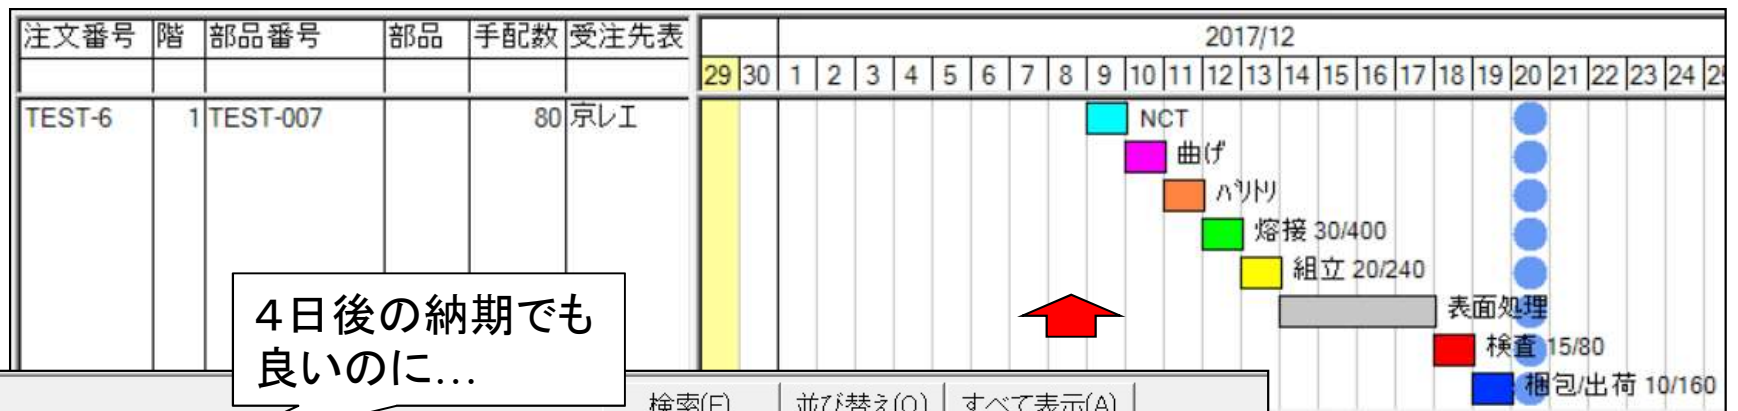 注文番号 階 部品番号 部品 手配数 受注先表 2017/12
29 30 1 2 3 4 5 6 7 8 9 10 11 12 13 14 15 16 17 18 19 20 21 22 23 24
TEST-6 1 TEST-007 80 京レエ NCT
曲げ
バリトリ
熔接 30/400
組立 20/240
表面処理
検査 15/80
梱包/出荷 10/160
４日後の納期でも
良いのに…
検索(F) 並び替え(O) すべて表示(A)